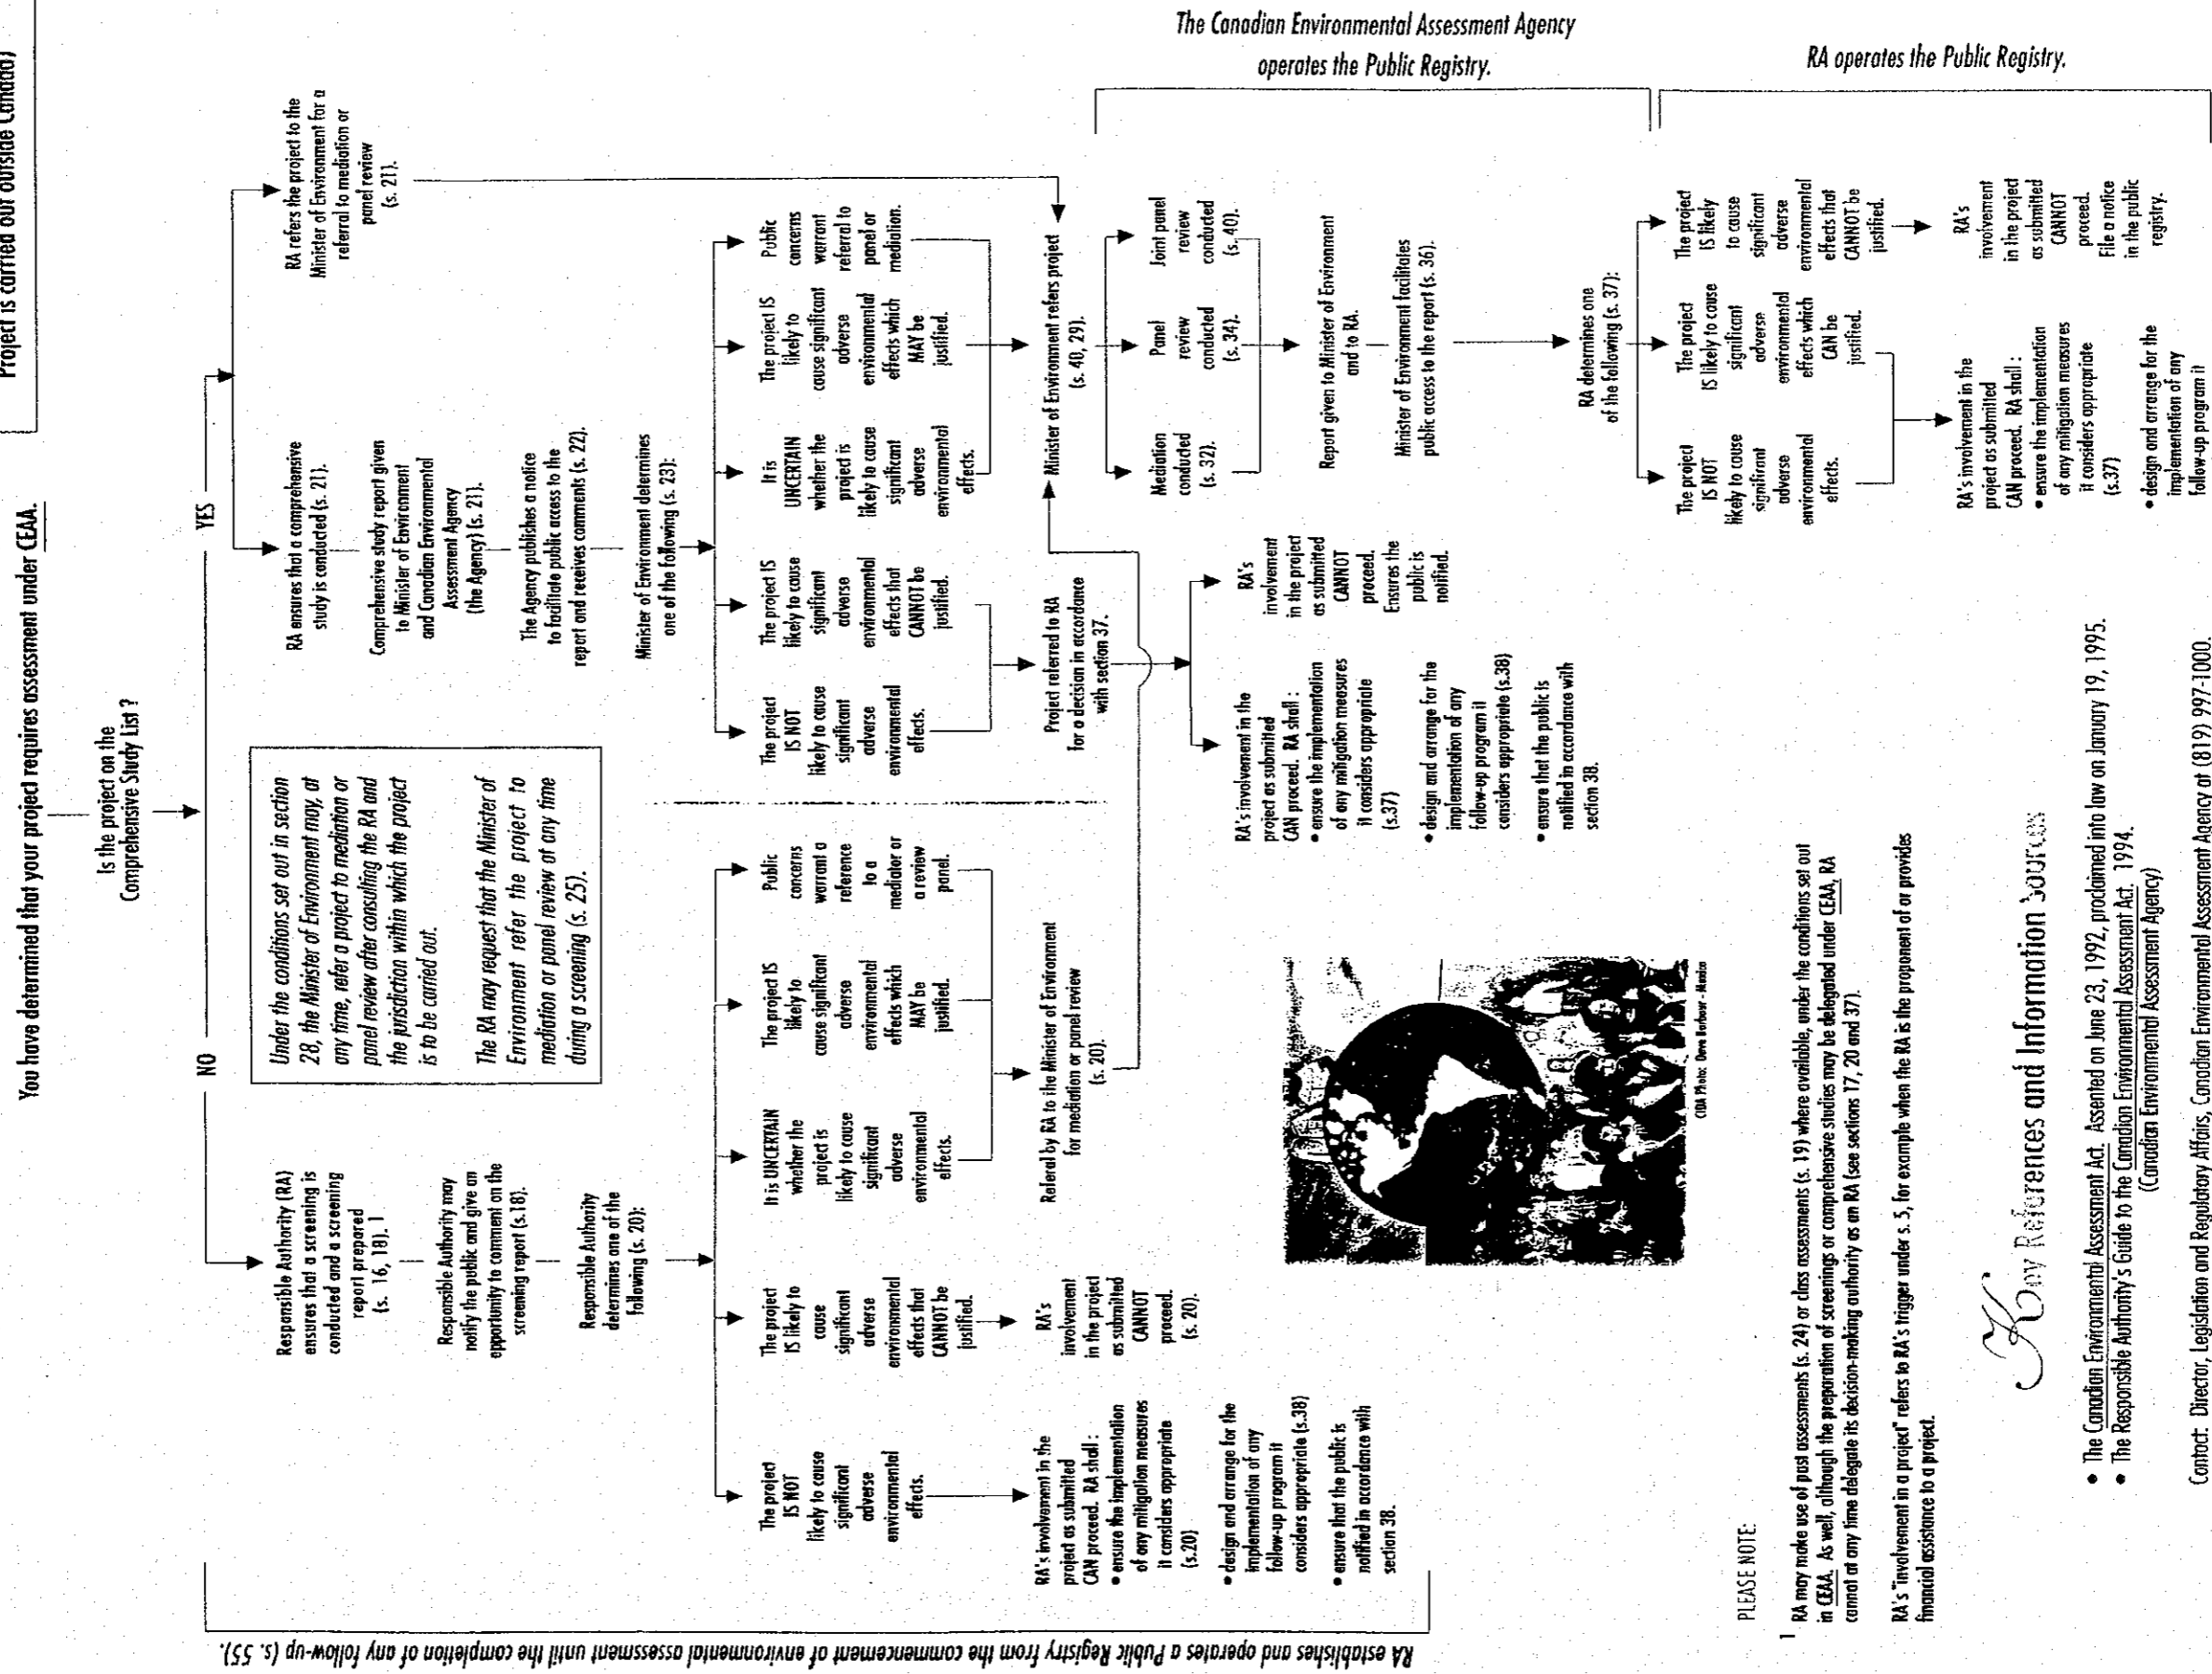 Project is carried out outside Canada)
You have determined that your project requires assessment under CEAA.
Is the project on the
Comprehensive Study List ?
NO
YES
Under the conditions set out in section
28, the Minister of Environment may, at
any time, refer a project to mediation or
panel review after consulting the RA and
the jurisdiction within which the project
is to be carried out.
The RA may request that the Minister of
Environment refer the project to
mediation or panel review at any time
during a screening (s. 25).
Responsible Authority (RA)
ensures that a screening is
conducted and a screening
report prepared
(s. 16, 18). 1
Responsible Authority may
notify the public and give an
opportunity to comment on the
screening report (s.18).
Responsible Authority
determines one of the
following (s. 20):
The project
IS NOT
likely to cause
significant
adverse
environmental
effects.
The project
IS likely to
cause
significant
adverse
environmental
effects that
CANNOT be
justified.
It is UNCERTAIN
whether the
project is
likely to cause
significant
adverse
environmental
effects.
The project IS
likely to
cause significant
adverse
environmental
effects which
MAY be
justified.
Public
concerns
warrant a
reference
to a
mediator or
a review
panel.
RA's involvement in the
project as submitted
CAN proceed. RA shall :
• ensure the implementation
of any mitigation measures
it considers appropriate
(s.20)
• design and arrange for the
implementation of any
follow-up program it
considers appropriate (s.38)
• ensure that the public is
notified in accordance with
section 38.
RA's
involvement
in the project
as submitted
CANNOT
proceed.
(s. 20).
Referal by RA to the Minister of Environment
for mediation or panel review
(s. 20).
RA ensures that a comprehensive
study is conducted (s. 21).
Comprehensive study report given
to Minister of Environment
and Canadian Environmental
Assessment Agency
(the Agency) (s. 21).
The Agency publishes a notice
to facilitate public access to the
report and receives comments (s. 22).
Minister of Environment determines
one of the following (s. 23):
The project
IS NOT
likely to cause
significant
adverse
environmental
effects.
The project IS
likely to cause
significant
adverse
environmental
effects that
CANNOT be
justified.
It is
UNCERTAIN
whether the
project is
likely to cause
significant
adverse
environmental
effects.
The project IS
likely to
cause significant
adverse
environmental
effects which
MAY be
justified.
Public
concerns
warrant
referral to
panel or
mediation.
RA refers the project to the
Minister of Environment for a
referral to mediation or
panel review
(s. 21).
Project referred to RA
for a decision in accordance
with section 37.
RA's involvement in the
project as submitted
CAN proceed. RA shall :
• ensure the implementation
of any mitigation measures
it considers appropriate
(s.37)
• design and arrange for the
implementation of any
follow-up program it
considers appropriate (s.38)
• ensure that the public is
notified in accordance with
section 38.
RA's
involvement
in the project
as submitted
CANNOT
proceed.
Ensures the
public is
notified.
Minister of Environment refers project
(s. 40, 29).
Mediation
conducted
(s. 32).
Panel
review
conducted
(s. 34).
Joint panel
review
conducted
(s. 40).
Report given to Minister of Environment
and to RA.
Minister of Environment facilitates
public access to the report (s. 36).
RA determines one
of the following (s. 37):
The project
IS NOT
likely to cause
significant
adverse
environmental
effects.
The project
IS likely to cause
significant
adverse
environmental
effects which
CAN be
justified.
The project
IS likely
to cause
significant
adverse
environmental
effects that
CANNOT be
justified.
RA's involvement in the
project as submitted
CAN proceed. RA shall :
• ensure the implementation
of any mitigation measures
it considers appropriate
(s.37)
• design and arrange for the
implementation of any
follow-up program it
RA's
involvement
in the project
as submitted
CANNOT
proceed.
File a notice
in the public
registry.
The Canadian Environmental Assessment Agency
operates the Public Registry.
RA operates the Public Registry.
RA establishes and operates a Public Registry from the commencement of environmental assessment until the completion of any follow-up (s. 55).
CIDA Photo: Dave Barbour - Mexico
PLEASE NOTE:
1 RA may make use of past assessments (s. 24) or class assessments (s. 19) where available, under the conditions set out
in CEAA. As well, although the preparation of screenings or comprehensive studies may be delegated under CEAA, RA
cannot at any time delegate its decision-making authority as an RA (see sections 17, 20 and 37).
RA's "involvement in a project" refers to RA's trigger under s. 5, for example when the RA is the proponent of or provides
financial assistance to a project.
Key References and Information Sources
• The Canadian Environmental Assessment Act. Assented on June 23, 1992, proclaimed into law on January 19, 1995.
• The Responsible Authority's Guide to the Canadian Environmental Assessment Act. 1994.
(Canadian Environmental Assessment Agency)
Contact: Director, Legislation and Regulatory Affairs, Canadian Environmental Assessment Agency at (819) 997-1000.